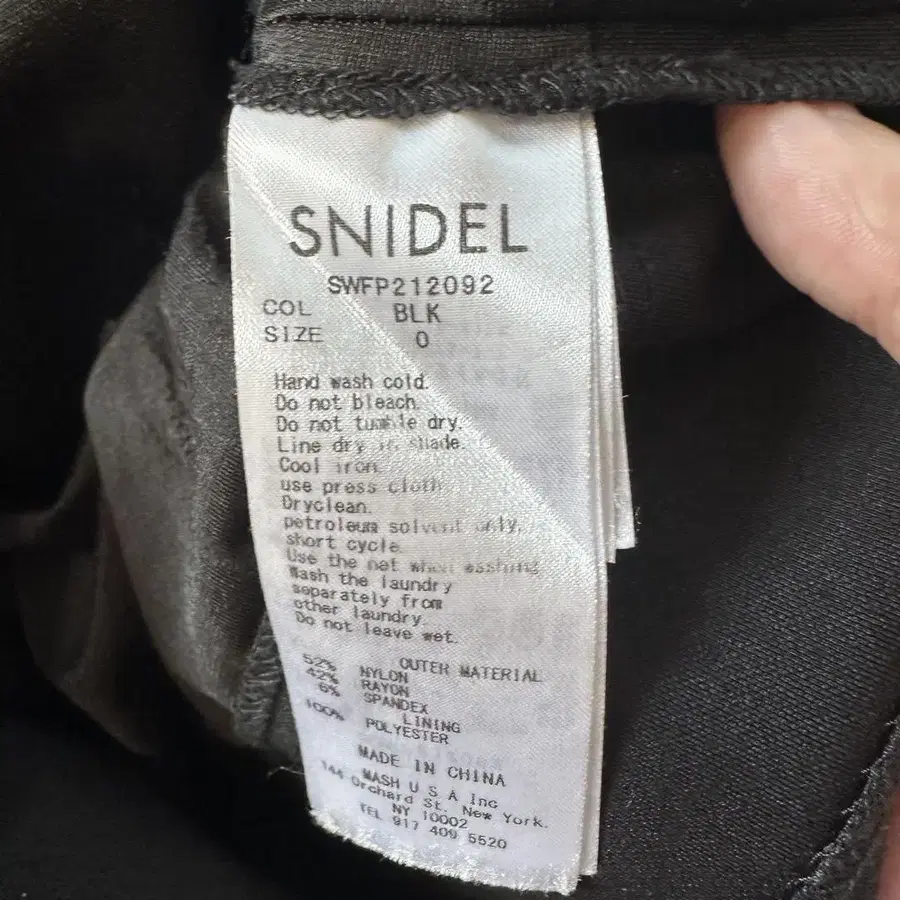 SNIDEL
SWFP212092
COL BLK
SIZE 0
Hand wash cold.
Do not bleach.
Do not tumble dry.
Line dry in shade.
Cool iron.
use press cloth
Dryclean.
petroleum solvent only,
short cycle.
Use the net when washing
Wash the laundry
separately from
other laundry.
Do not leave wet.
OUTER MATERIAL
52% NYLON
42% RAYON
6% SPANDEX
LINING
100% POLYESTER
MADE IN CHINA
MASH U S A Inc
144 Orchard St. New York.
NY 10002
TEL 917 409 5520